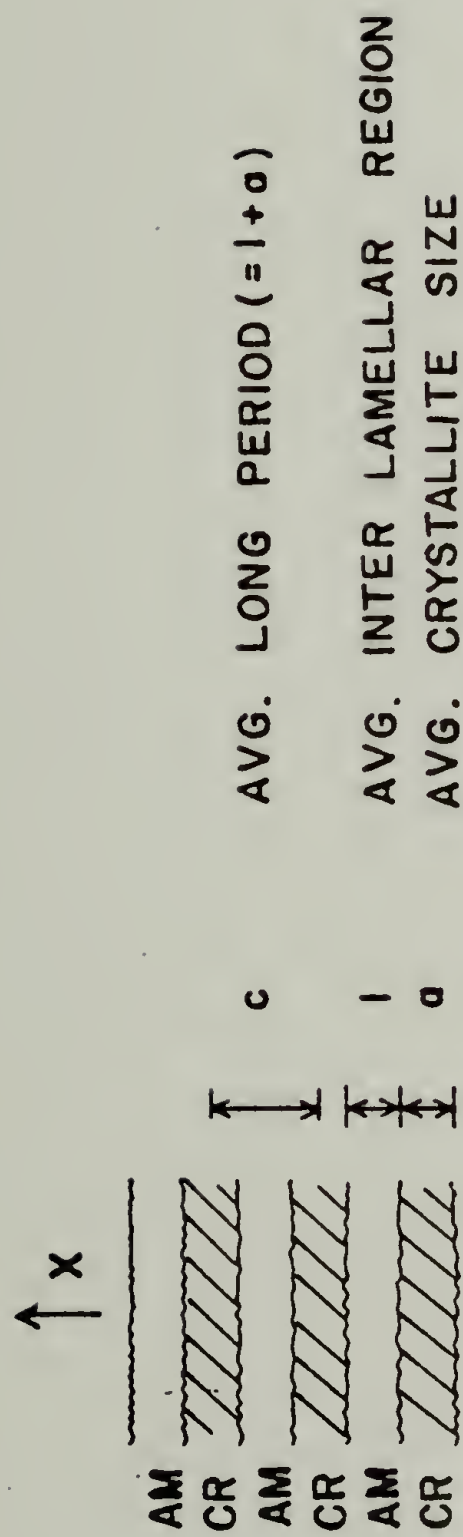 X
AM
CR
AM
CR
AM
CR
c AVG. LONG PERIOD (= l + a)
l AVG. INTER LAMELLAR REGION
a AVG. CRYSTALLITE SIZE